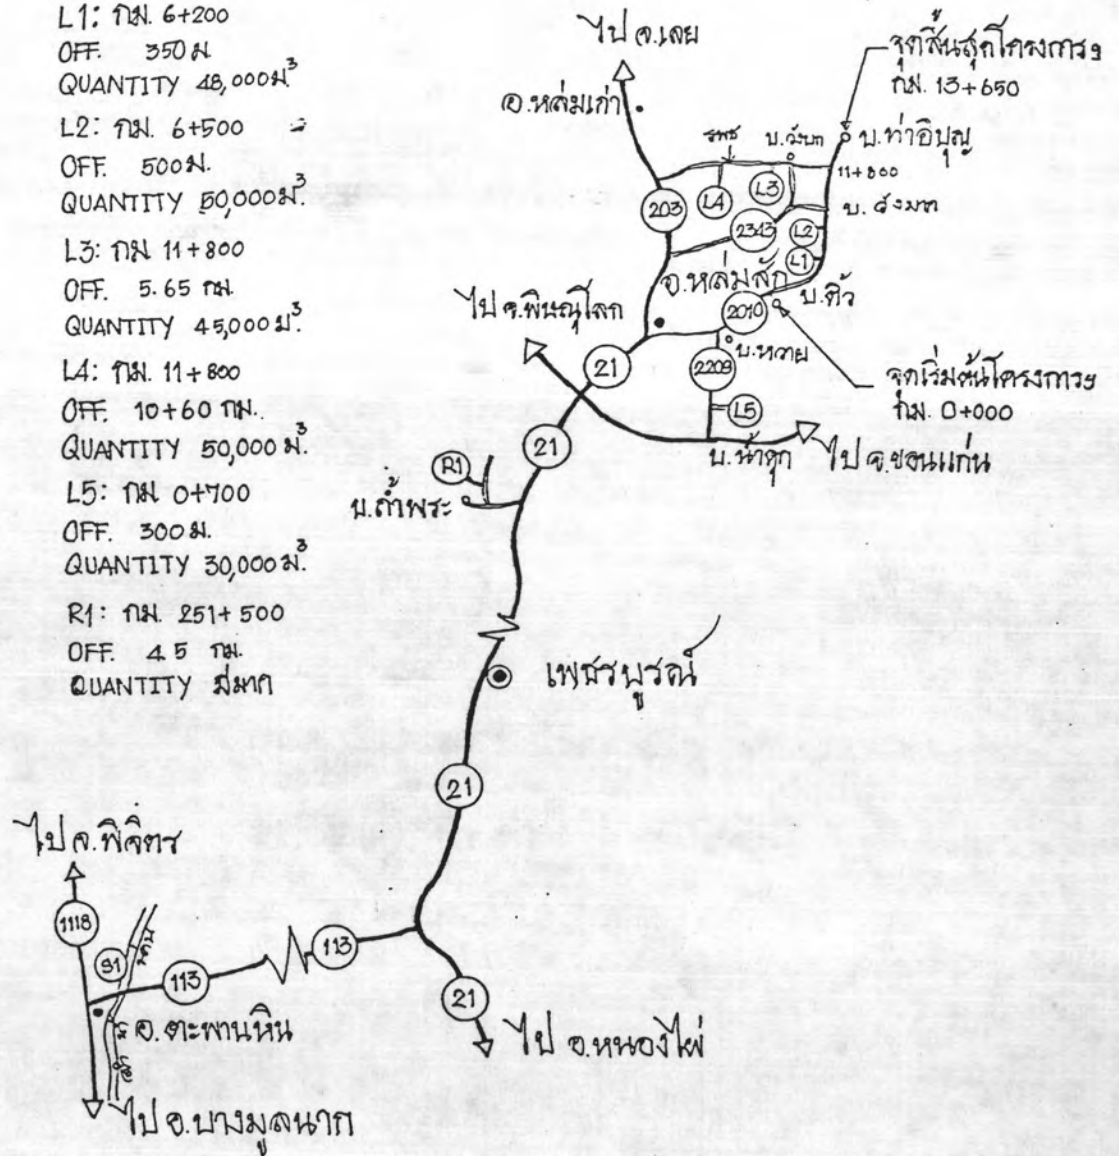 L1: กม. 6+200
OFF. 350 ม
QUANTITY 48,000 ม³
L2: กม. 6+500
OFF. 500 ม.
QUANTITY 50,000 ม³.
L3: กม. 11+800
OFF. 5.65 กม.
QUANTITY 45,000 ม³.
L4: กม. 11+800
OFF. 10+60 กม.
QUANTITY 50,000 ม³.
L5: กม 0+700
OFF. 300 ม.
QUANTITY 30,000 ม³.
R1: กม. 251+500
OFF. 4.5 กม.
QUANTITY มีมาก
ไป จ.เลย
อ.หล่มเก่า
จุดสิ้นสุดโครงการฯ
กม. 13+650
บ.ท่าอิบุญ
11+800
รพช
L4
L3
203
2343
L2
L1
อ.หล่มสัก
บ.ติ้ว
2010
ไป จ.พิษณุโลก
บ.หวาย
21
2209
จุดเริ่มต้นโครงการฯ
กม. 0+000
L5
21
บ.น้ำดุก
ไป จ.ขอนแก่น
R1
บ.ถ้ำพระ
เพชรบูรณ์
21
ไป จ.พิจิตร
1118
S1
113
113
21
อ.ตะพานหิน
ไป อ.หนองไผ่
ไป อ.บางมูลนาก